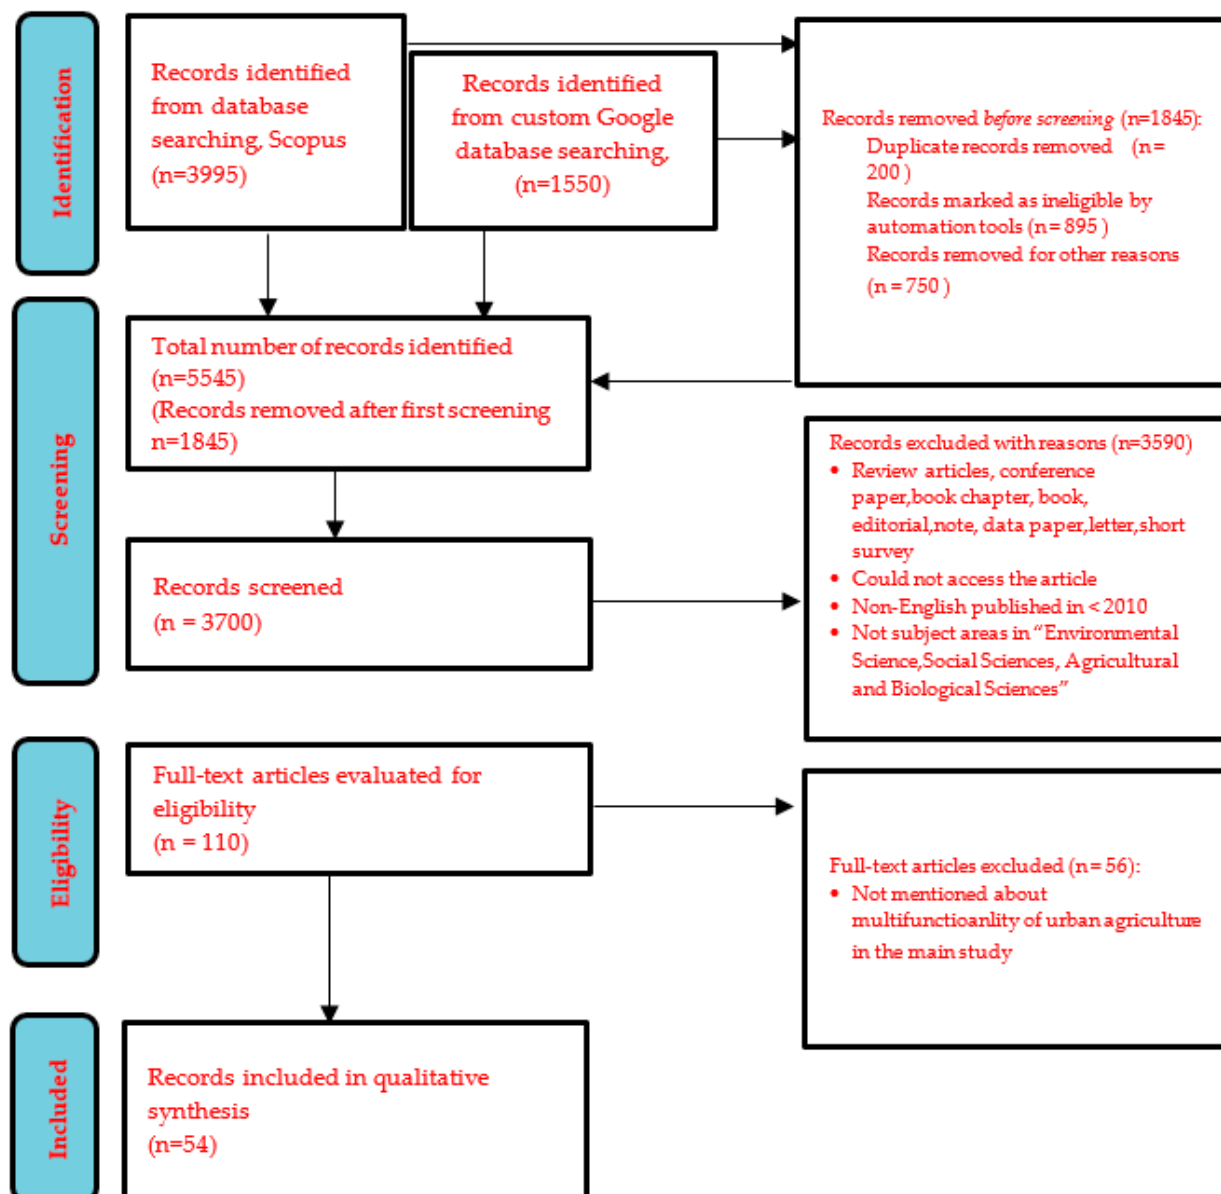 Identification
Records identified
from database
searching, Scopus
(n=3995)
Records identified
from custom Google
database searching,
(n=1550)
Records removed before screening (n=1845):
Duplicate records removed (n=
200 )
Records marked as ineligible by
automation tools (n = 895 )
Records removed for other reasons
(n = 750 )
Screening
Total number of records identified
(n=5545)
(Records removed after first screening
n=1845)
Records screened
(n = 3700)
Records excluded with reasons (n=3590)
• Review articles, conference
paper,book chapter, book,
editorial,note, data paper,letter,short
survey
• Could not access the article
• Non-English published in < 2010
• Not subject areas in “Environmental
Science,Social Sciences, Agricultural
and Biological Sciences”
Eligibility
Full-text articles evaluated for
eligibility
(n = 110)
Full-text articles excluded (n= 56):
• Not mentioned about
multifunctioanlity of urban agriculture
in the main study
Included
Records included in qualitative
synthesis
(n=54)